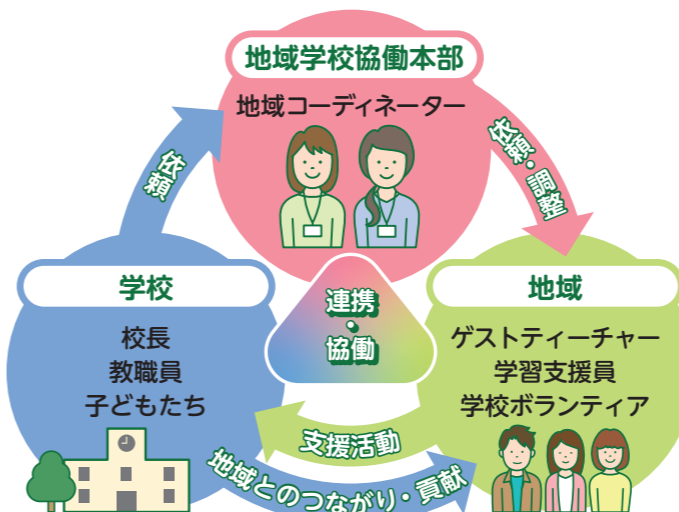 地域学校協働本部
地域コーディネーター
依頼
依頼・調整
学校
校長
教職員
子どもたち
連携
・
協働
地域
ゲストティーチャー
学習支援員
学校ボランティア
支援活動
地域とのつながり・貢献